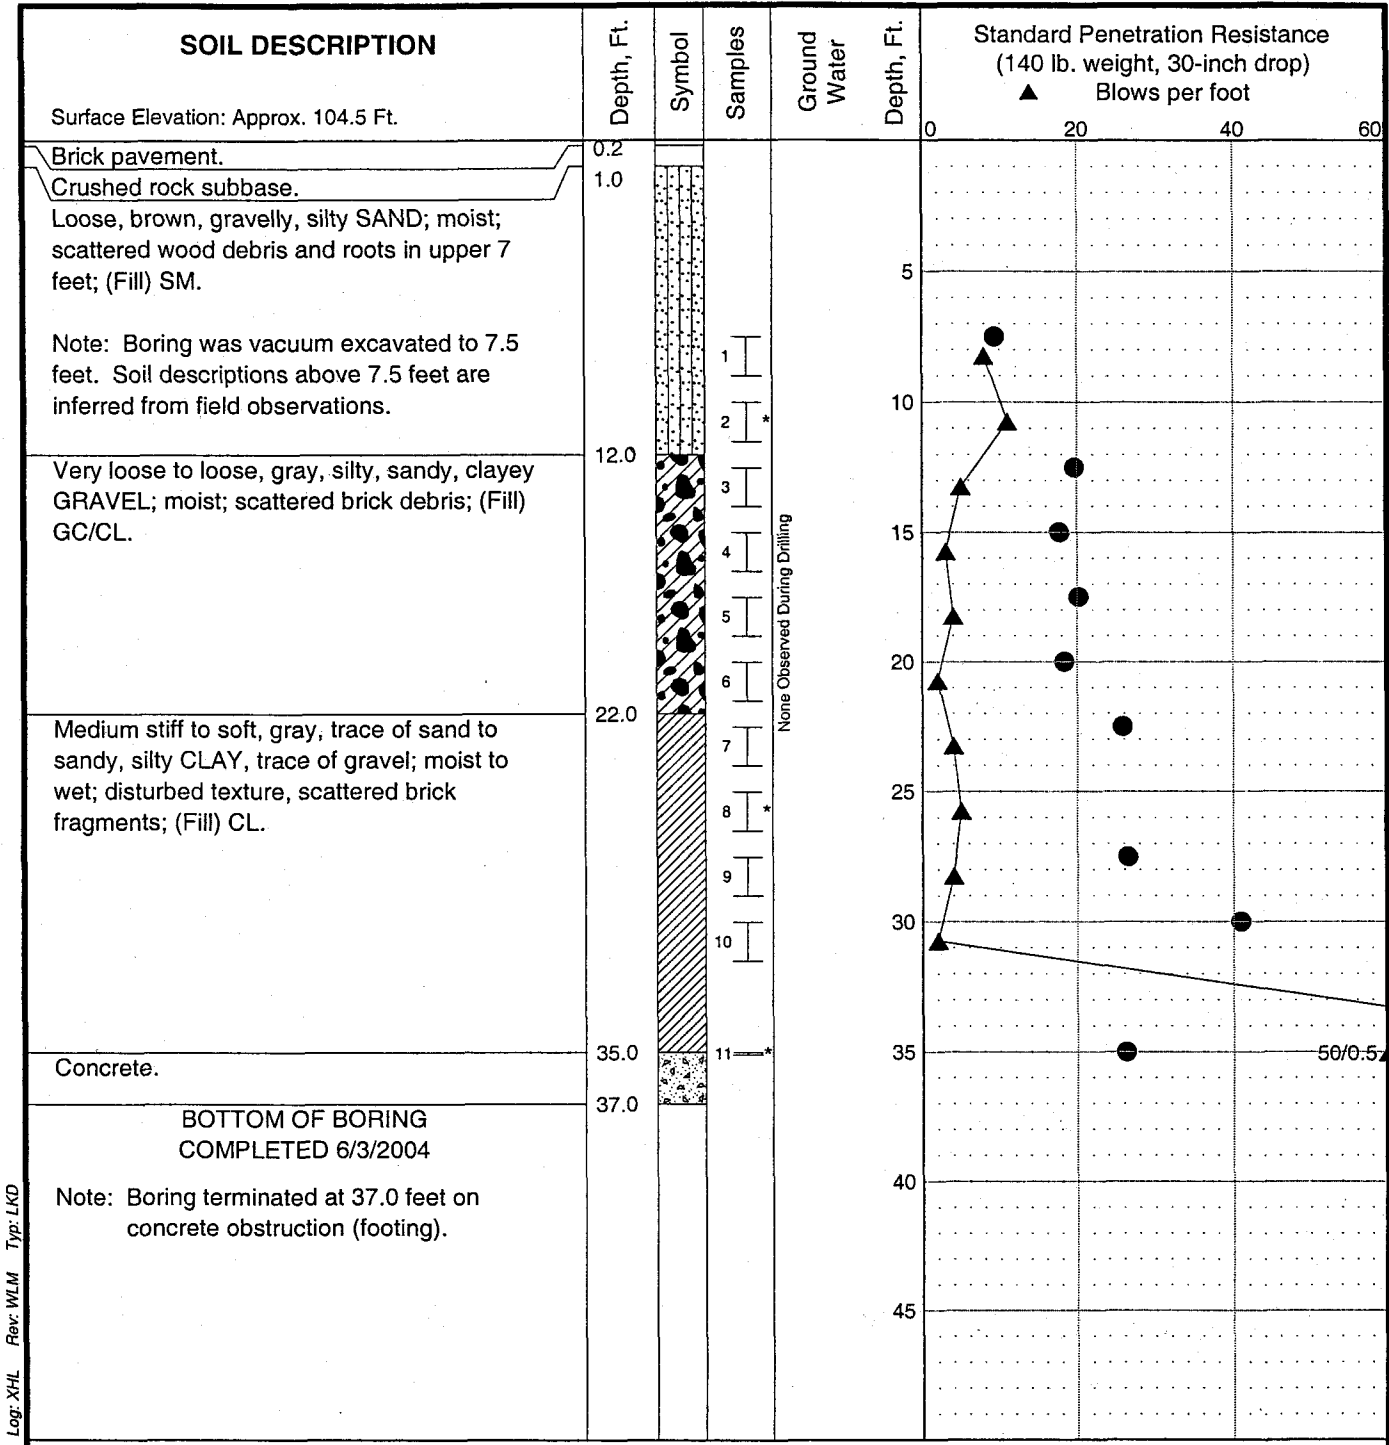 SOIL DESCRIPTION
Surface Elevation: Approx. 104.5 Ft.
Depth, Ft.
Symbol
Samples
Ground
Water
Depth, Ft.
Standard Penetration Resistance
(140 lb. weight, 30-inch drop)
▲ Blows per foot
0 20 40 60
Brick pavement.
0.2
Crushed rock subbase.
1.0
Loose, brown, gravelly, silty SAND; moist;
scattered wood debris and roots in upper 7
feet; (Fill) SM.
Note: Boring was vacuum excavated to 7.5
feet. Soil descriptions above 7.5 feet are
inferred from field observations.
12.0
Very loose to loose, gray, silty, sandy, clayey
GRAVEL; moist; scattered brick debris; (Fill)
GC/CL.
22.0
Medium stiff to soft, gray, trace of sand to
sandy, silty CLAY, trace of gravel; moist to
wet; disturbed texture, scattered brick
fragments; (Fill) CL.
35.0
Concrete.
37.0
BOTTOM OF BORING
COMPLETED 6/3/2004
Note: Boring terminated at 37.0 feet on
concrete obstruction (footing).
1
2 *
3
4
5
6
7
8 *
9
10
11 *
None Observed During Drilling
5
10
15
20
25
30
35
40
45
50/0.5
Log: XHL Rev: WLM Typ: LKD